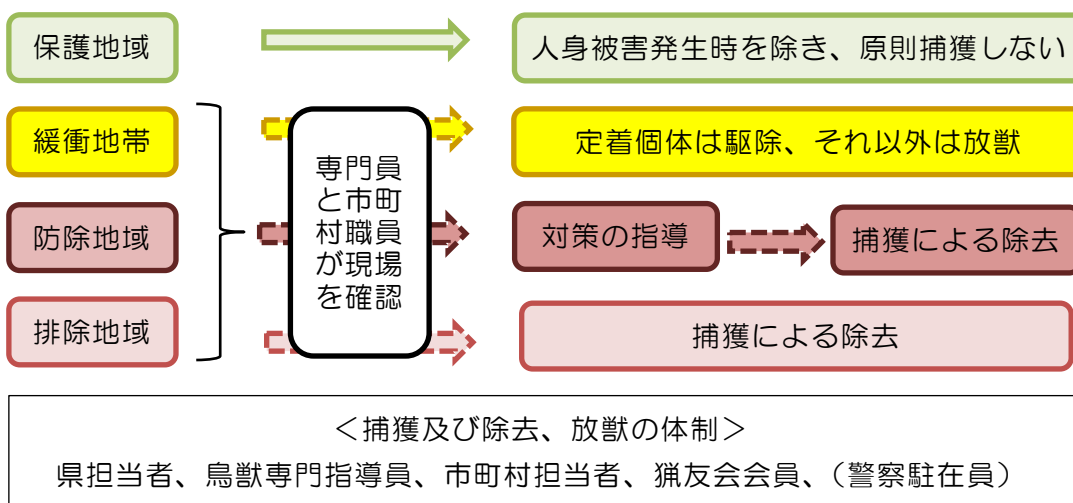 保護地域
人身被害発生時を除き、原則捕獲しない
緩衝地帯
定着個体は駆除、それ以外は放獣
専門員
と市町
村職員
が現場
を確認
防除地域
対策の指導
捕獲による除去
排除地域
捕獲による除去
<捕獲及び除去、放獣の体制>
県担当者、鳥獣専門指導員、市町村担当者、猟友会会員、(警察駐在員)